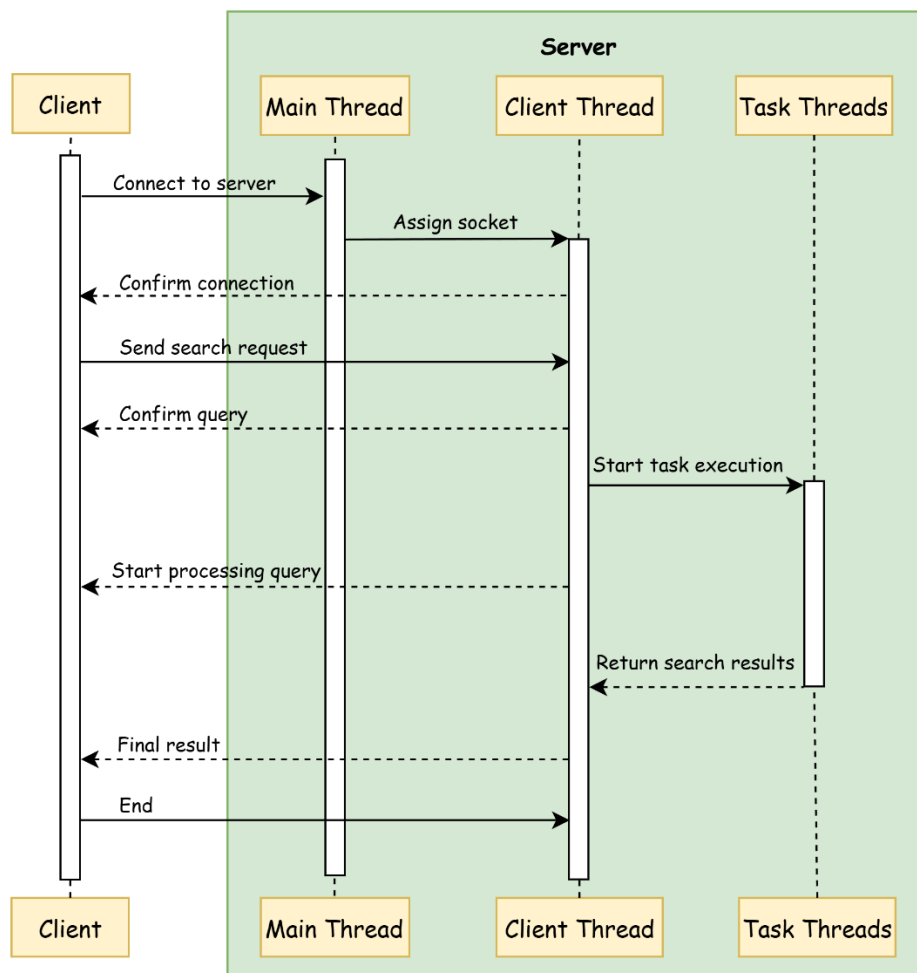 Server
Client
Main Thread
Client Thread
Task Threads
Connect to server
Assign socket
Confirm connection
Send search request
Confirm query
Start task execution
Start processing query
Return search results
Final result
End
Client
Main Thread
Client Thread
Task Threads